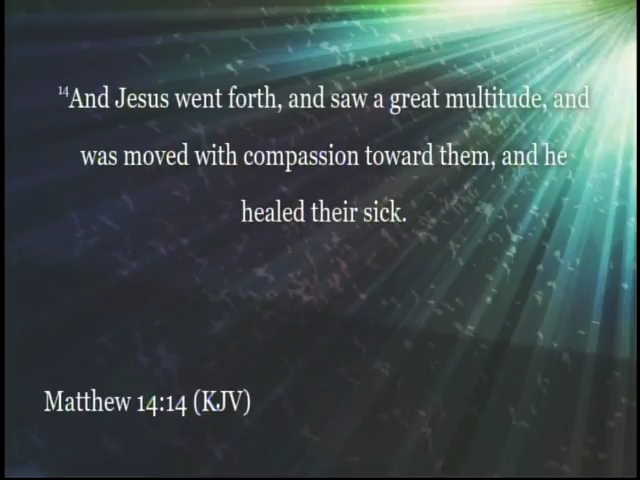 14And Jesus went forth, and saw a great multitude, and
was moved with compassion toward them, and he
healed their sick.
Matthew 14:14 (KJV)